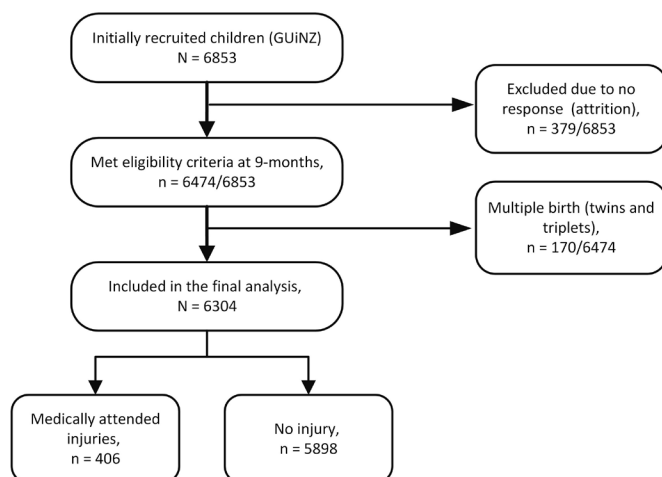 Initially recruited children (GUiNZ)
N = 6853
Excluded due to no
response (attrition),
n = 379/6853
Met eligibility criteria at 9-months,
n = 6474/6853
Multiple birth (twins and
triplets),
n = 170/6474
Included in the final analysis,
N = 6304
Medically attended
injuries,
n = 406
No injury,
n = 5898